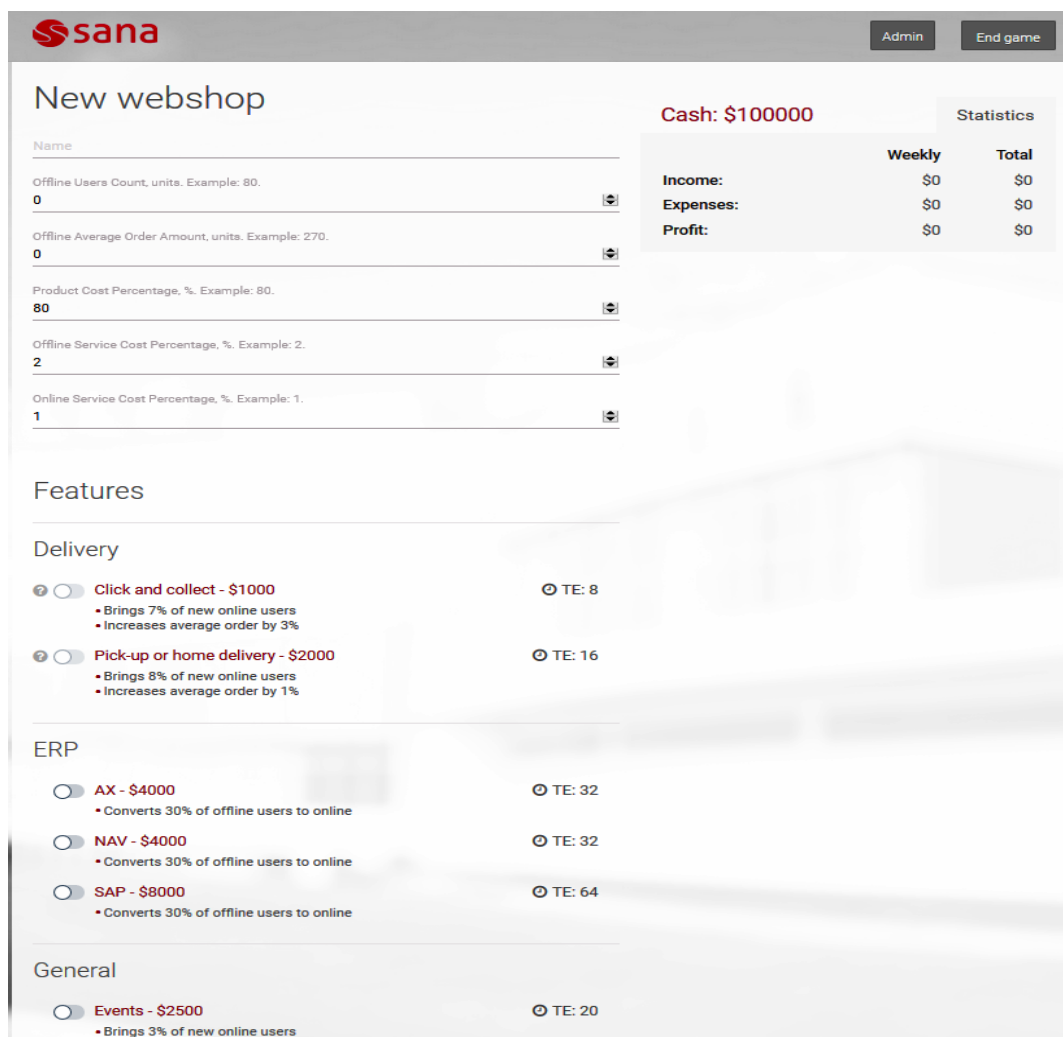 sana
Admin
End game
New webshop
Name
Offline Users Count, units. Example: 80.
0
Offline Average Order Amount, units. Example: 270.
0
Product Cost Percentage, %. Example: 80.
80
Offline Service Cost Percentage, %. Example: 2.
2
Online Service Cost Percentage, %. Example: 1.
1
Cash: $100000
Statistics
Weekly Total
Income: $0 $0
Expenses: $0 $0
Profit: $0 $0
Features
Delivery
? Click and collect - $1000 TE: 8
• Brings 7% of new online users
• Increases average order by 3%
? Pick-up or home delivery - $2000 TE: 16
• Brings 8% of new online users
• Increases average order by 1%
ERP
AX - $4000 TE: 32
• Converts 30% of offline users to online
NAV - $4000 TE: 32
• Converts 30% of offline users to online
SAP - $8000 TE: 64
• Converts 30% of offline users to online
General
Events - $2500 TE: 20
• Brings 3% of new online users